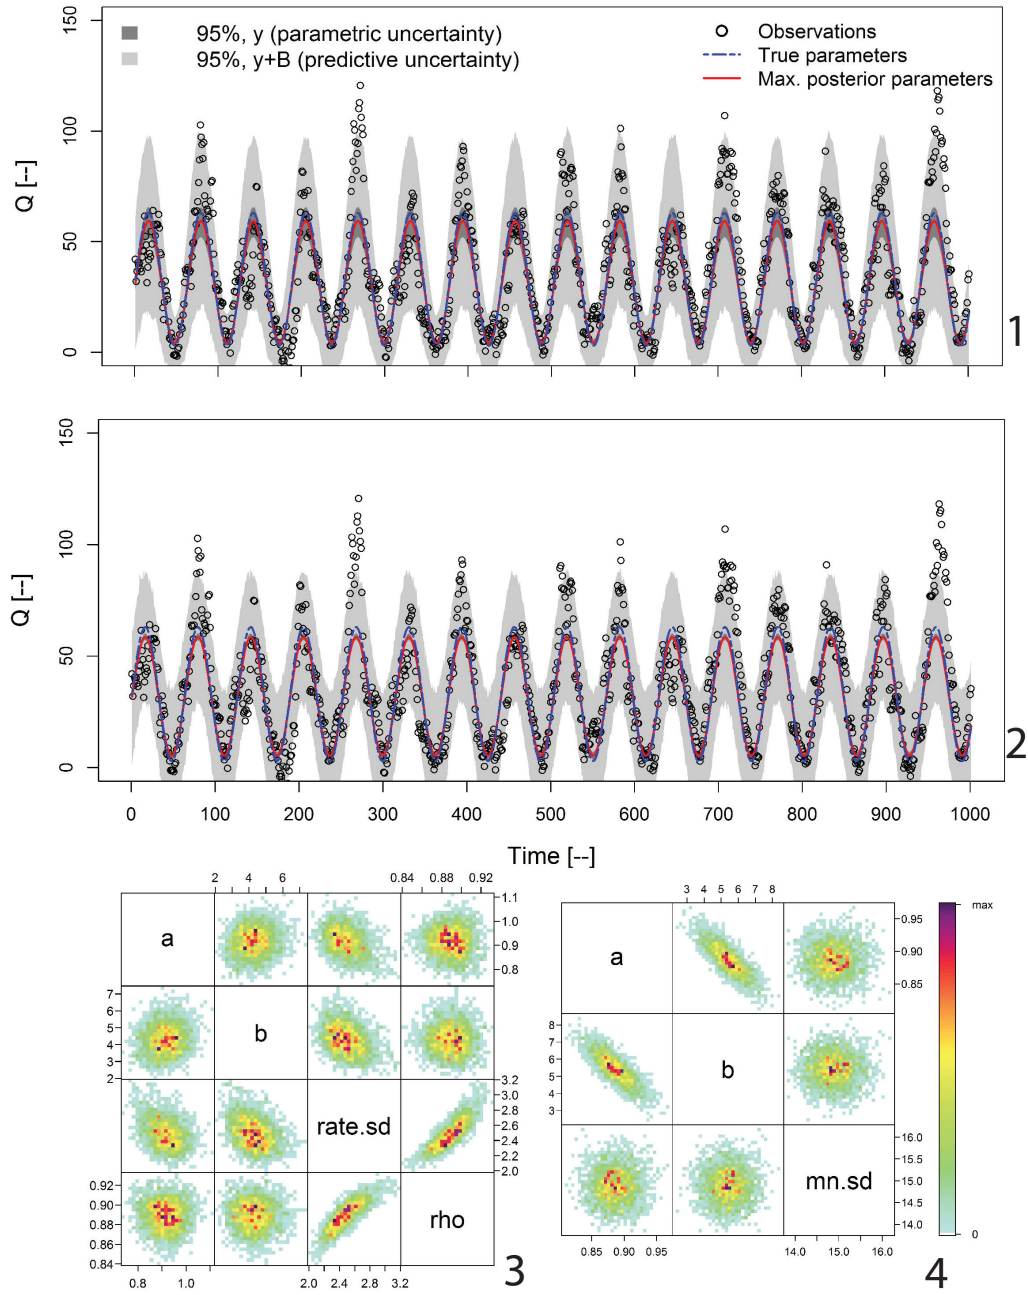 150
100
50
0
Q [--]
95%, y (parametric uncertainty)
95%, y+B (predictive uncertainty)
Observations
True parameters
Max. posterior parameters
1
150
100
50
0
Q [--]
2
0 100 200 300 400 500 600 700 800 900 1000
Time [--]
2 4 6 0.84 0.88 0.92
a
1.1
1.0
0.9
0.8
7
6
5
4
3
2
b
rate.sd
3.2
3.0
2.8
2.6
2.4
2.2
2.0
0.92
0.90
0.88
0.86
0.84
rho
0.8 1.0 2.0 2.4 2.8 3.2
3
3 4 5 6 7 8
a
0.95
0.90
0.85
8
7
6
5
4
3
b
mn.sd
16.0
15.5
15.0
14.5
14.0
0.85 0.90 0.95 14.0 15.0 16.0
max
0
4